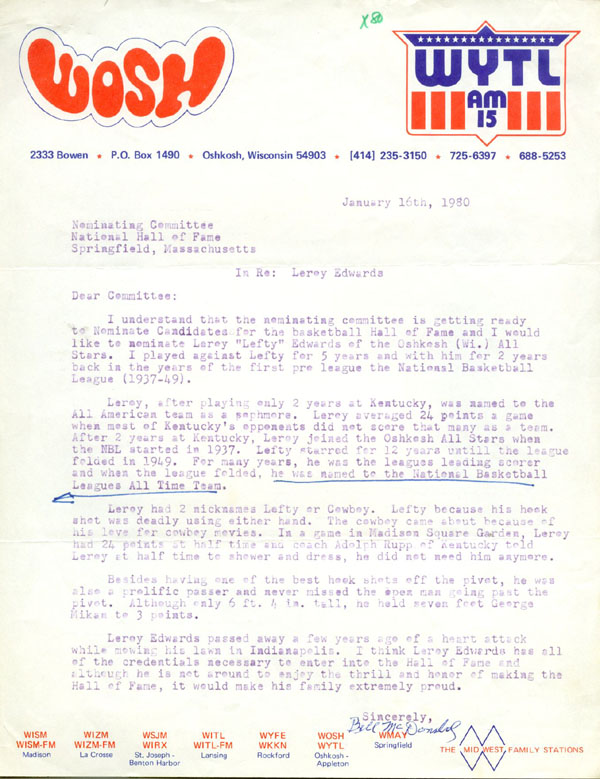 X80
WOSH
WYTL
AM
15
2333 Bowen ★ P.O. Box 1490 ★ Oshkosh, Wisconsin 54903 ★ [414] 235-3150 ★ 725-6397 ★ 688-5253
January 16th, 1980
Nominating Committee
National Hall of Fame
Springfield, Massachusetts
In Re: Leroy Edwards
Dear Committee:
I understand that the nominating committee is getting ready
to Nominate Candidates for the basketball Hall of Fame and I would
like to nominate Leroy "Lefty" Edwards of the Oshkosh (Wi.) All
Stars. I played against Lefty for 5 years and with him for 2 years
back in the years of the first pro league the National Basketball
League (1937-49).
Leroy, after playing only 2 years at Kentucky, was named to the
All American team as a sophmore. Leroy averaged 24 points a game
when most of Kentucky's opponents did not score that many as a team.
After 2 years at Kentucky, Leroy joined the Oshkosh All Stars when
the NBL started in 1937. Lefty starred for 12 years untill the league
folded in 1949. For many years, he was the leagues leading scorer
and when the league folded, he was named to the National Basketball
Leagues All Time Team.
Leroy had 2 nicknames Lefty or Cowboy. Lefty because his hook
shot was deadly using either hand. The cowboy came about because of
his love for cowboy movies. In a game in Madison Square Garden, Leroy
had 24 points at half time and coach Adolph Rupp of Kentucky told
Leroy at half time to shower and dress, he did not need him anymore.
Besides having one of the best hook shots off the pivot, he was
also a prolific passer and never missed the open man going past the
pivot. Although only 6 ft. 4 in. tall, he held seven foot George
Mikan to 3 points.
Leroy Edwards passed away a few years ago of a heart attack
while mowing his lawn in Indianapolis. I think Leroy Edwards has all
of the credentials necessary to enter into the Hall of Fame and
although he is not around to enjoy the thrill and honor of making the
Hall of Fame, it would make his family extremely proud.
Sincerely,
Bill McDonald
WISM WIZM WSJM WITL WYFE WOSH WMAY
WISM-FM WIZM-FM WIRX WITL-FM WKKN WYTL Springfield
Madison La Crosse St. Joseph - Lansing Rockford Oshkosh -
Benton Harbor Appleton
THE MID WEST FAMILY STATIONS